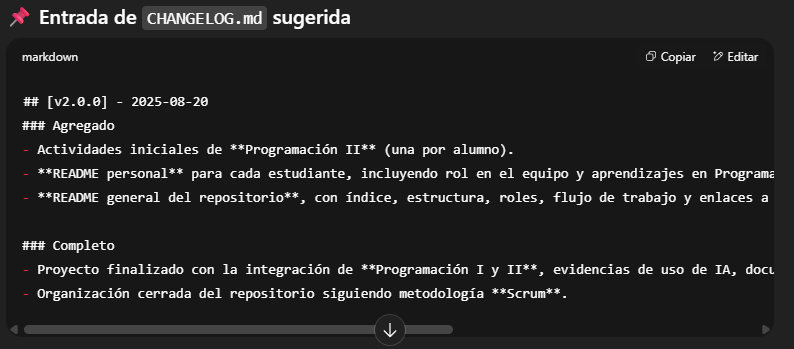 📌 Entrada de CHANGELOG.md sugerida
markdown
Copiar
Editar
## [v2.0.0] - 2025-08-20
### Agregado
- Actividades iniciales de **Programación II** (una por alumno).
- **README personal** para cada estudiante, incluyendo rol en el equipo y aprendizajes en
- **README general del repositorio**, con índice, estructura, roles, flujo de trabajo y enlaces a
### Completo
- Proyecto finalizado con la integración de **Programación I y II**, evidencias de uso de IA,
- Organización cerrada del repositorio siguiendo metodología **Scrum**.